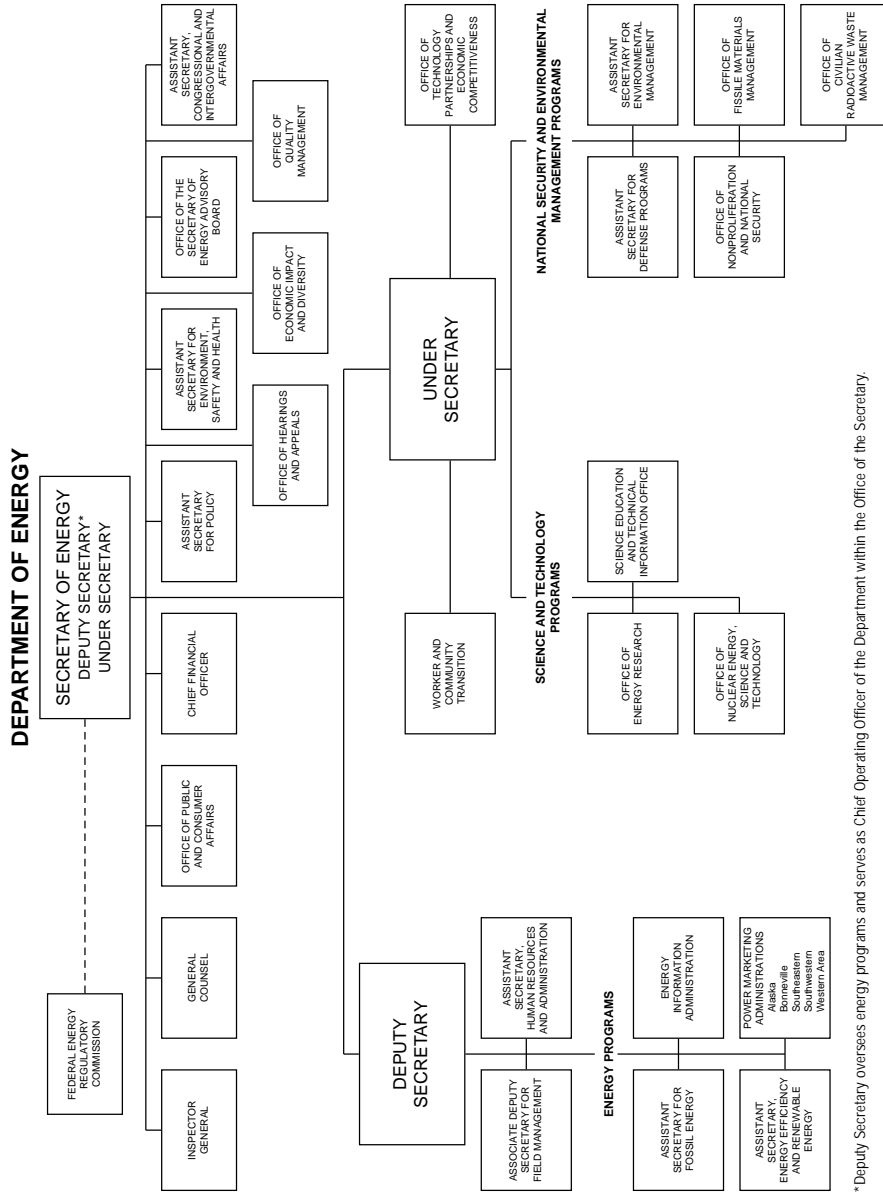 DEPARTMENT OF ENERGY
SECRETARY OF ENERGY
DEPUTY SECRETARY*
UNDER SECRETARY
FEDERAL ENERGY
REGULATORY
COMMISSION
INSPECTOR
GENERAL
GENERAL
COUNSEL
OFFICE OF PUBLIC
AND CONSUMER
AFFAIRS
CHIEF FINANCIAL
OFFICER
ASSISTANT
SECRETARY
FOR POLICY
ASSISTANT
SECRETARY FOR
ENVIRONMENT,
SAFETY AND HEALTH
OFFICE OF THE
SECRETARY OF
ENERGY ADVISORY
BOARD
ASSISTANT
SECRETARY,
CONGRESSIONAL AND
INTERGOVERNMENTAL
AFFAIRS
OFFICE OF HEARINGS
AND APPEALS
OFFICE OF
ECONOMIC IMPACT
AND DIVERSITY
OFFICE OF
QUALITY
MANAGEMENT
DEPUTY
SECRETARY
ASSOCIATE DEPUTY
SECRETARY FOR
FIELD MANAGEMENT
ASSISTANT
SECRETARY,
HUMAN RESOURCES
AND ADMINISTRATION
ENERGY PROGRAMS
ASSISTANT
SECRETARY FOR
FOSSIL ENERGY
ENERGY
INFORMATION
ADMINISTRATION
ASSISTANT
SECRETARY,
ENERGY EFFICIENCY
AND RENEWABLE
ENERGY
POWER MARKETING
ADMINISTRATIONS
Alaska
Bonneville
Southeastern
Southwestern
Western Area
WORKER AND
COMMUNITY
TRANSITION
UNDER
SECRETARY
OFFICE OF
TECHNOLOGY
PARTNERSHIPS AND
ECONOMIC
COMPETITIVENESS
SCIENCE AND TECHNOLOGY
PROGRAMS
OFFICE OF
ENERGY RESEARCH
SCIENCE EDUCATION
AND TECHNICAL
INFORMATION OFFICE
OFFICE OF
NUCLEAR ENERGY,
SCIENCE AND
TECHNOLOGY
NATIONAL SECURITY AND ENVIRONMENTAL
MANAGEMENT PROGRAMS
ASSISTANT
SECRETARY FOR
DEFENSE PROGRAMS
ASSISTANT
SECRETARY FOR
ENVIRONMENTAL
MANAGEMENT
OFFICE OF
NONPROLIFERATION
AND NATIONAL
SECURITY
OFFICE OF
FISSILE MATERIALS
MANAGEMENT
OFFICE OF
CIVILIAN
RADIOACTIVE WASTE
MANAGEMENT
*Deputy Secretary oversees energy programs and serves as Chief Operating Officer of the Department within the Office of the Secretary.